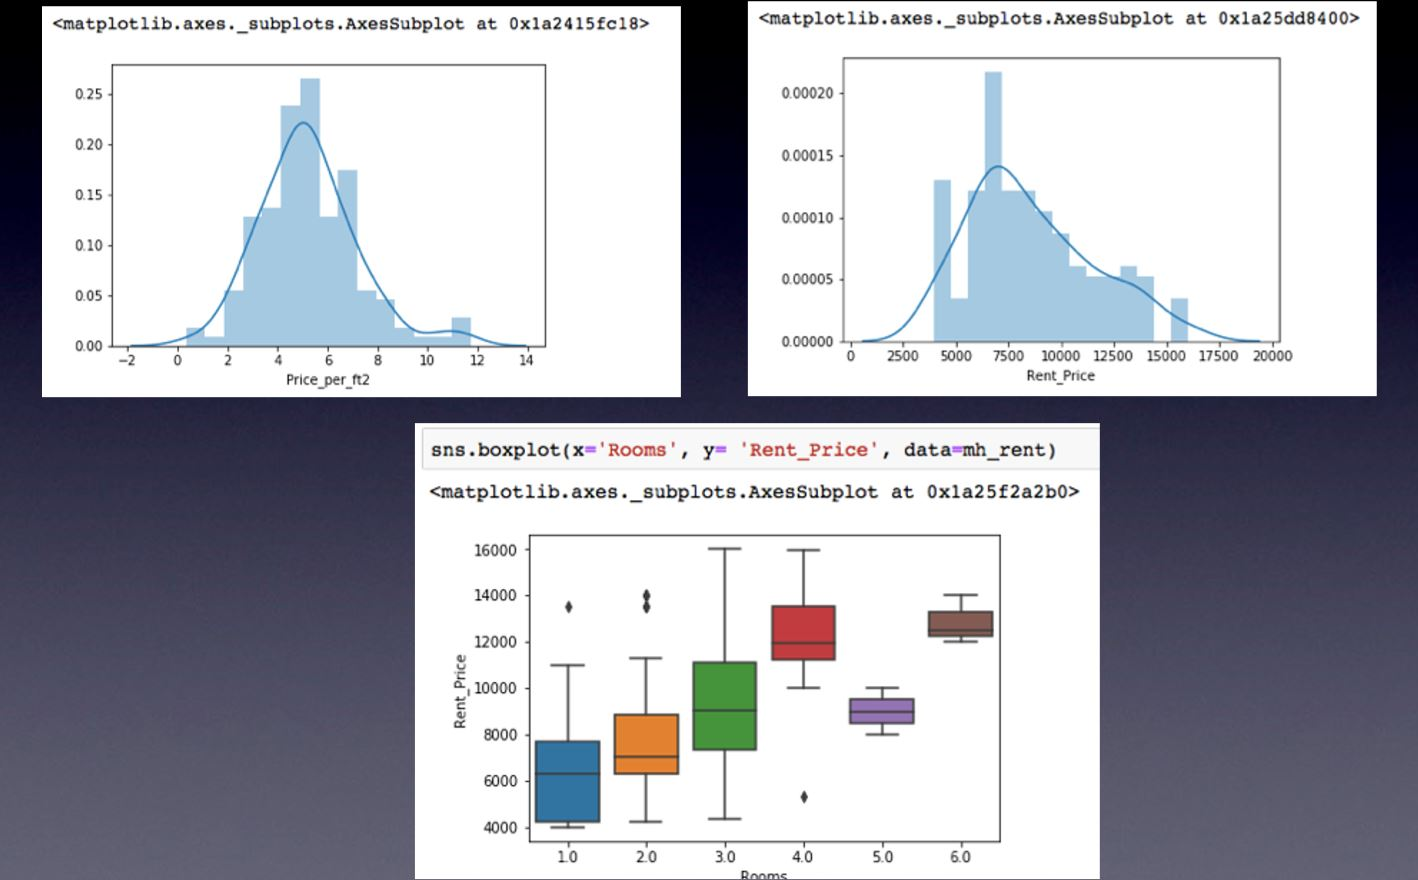 <matplotlib.axes._subplots.AxesSubplot at 0x1a2415fc18>
0.25
0.20
0.15
0.10
0.05
0.00
−2 0 2 4 6 8 10 12 14
Price_per_ft2
<matplotlib.axes._subplots.AxesSubplot at 0x1a25dd8400>
0.00020
0.00015
0.00010
0.00005
0.00000
0 2500 5000 7500 10000 12500 15000 17500 20000
Rent_Price
sns.boxplot(x='Rooms', y= 'Rent_Price', data=mh_rent)
<matplotlib.axes._subplots.AxesSubplot at 0x1a25f2a2b0>
16000
14000
12000
10000
8000
6000
4000
Rent_Price
1.0 2.0 3.0 4.0 5.0 6.0
Rooms